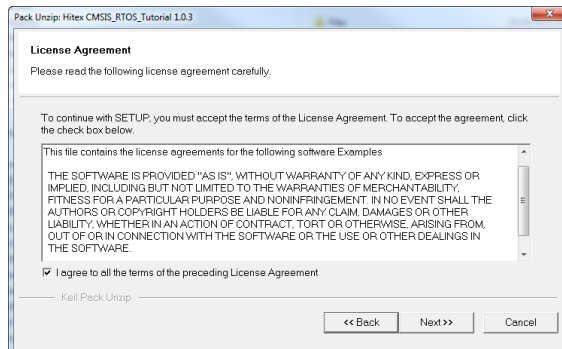 Pack Unzip: Hitex CMSIS_RTOS_Tutorial 1.0.3
License Agreement
Please read the following license agreement carefully.
To continue with SETUP, you must accept the terms of the License Agreement. To accept the agreement, click
the check box below.
This file contains the license agreements for the following software Examples
THE SOFTWARE IS PROVIDED "AS IS", WITHOUT WARRANTY OF ANY KIND, EXPRESS OR
IMPLIED, INCLUDING BUT NOT LIMITED TO THE WARRANTIES OF MERCHANTABILITY,
FITNESS FOR A PARTICULAR PURPOSE AND NONINFRINGEMENT. IN NO EVENT SHALL THE
AUTHORS OR COPYRIGHT HOLDERS BE LIABLE FOR ANY CLAIM, DAMAGES OR OTHER
LIABILITY, WHETHER IN AN ACTION OF CONTRACT, TORT OR OTHERWISE, ARISING FROM,
OUT OF OR IN CONNECTION WITH THE SOFTWARE OR THE USE OR OTHER DEALINGS IN
THE SOFTWARE.
I agree to all the terms of the preceding License Agreement
Keil Pack Unzip
<< Back
Next >>
Cancel